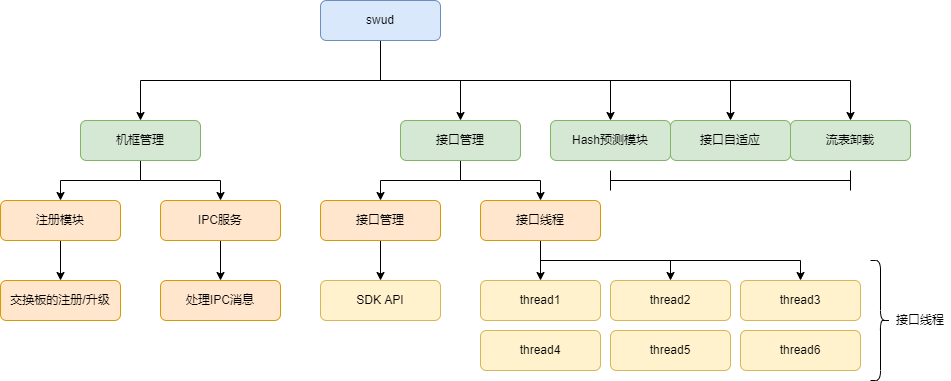 swud
机框管理
接口管理
Hash预测模块
接口自适应
流表卸载
注册模块
IPC服务
接口管理
接口线程
交换板的注册/升级
处理IPC消息
SDK API
thread1
thread2
thread3
接口线程
thread4
thread5
thread6